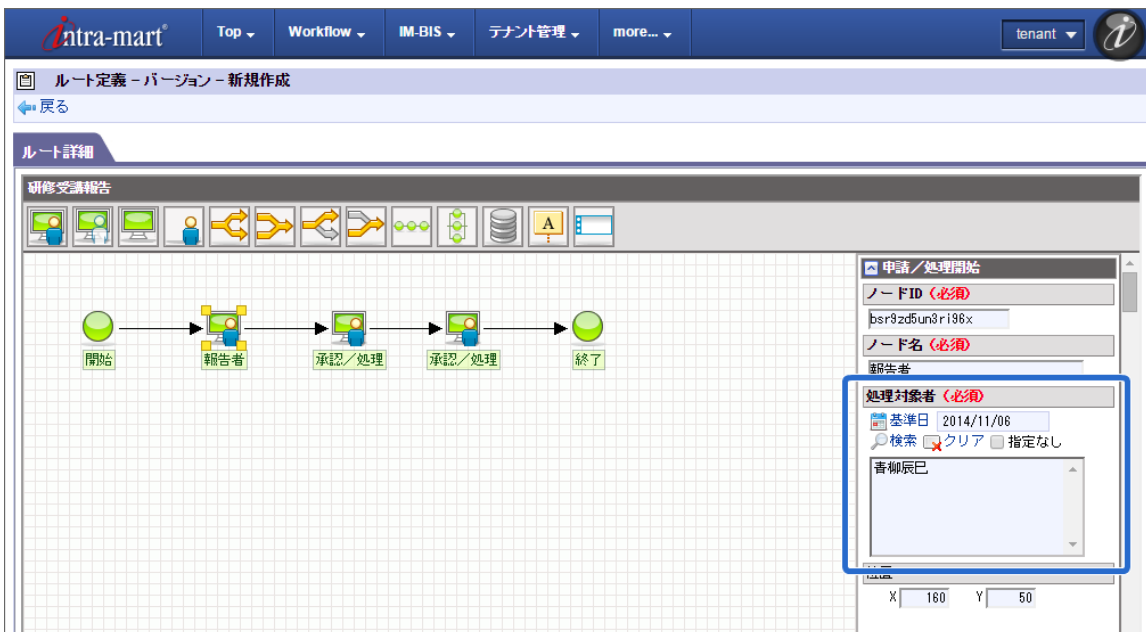 intra-mart® Top Workflow IM-BIS テナント管理 more... tenant
ルート定義 - バージョン - 新規作成
戻る
ルート詳細
研修受講報告
A
開始 報告者 承認/処理 承認/処理 終了
申請/処理開始
ノードID (必須)
bsr9zd5un3ri96x
ノード名 (必須)
報告者
処理対象者 (必須)
基準日 2014/11/06
検索 クリア 指定なし
青柳辰巳
位置
X 160 Y 50